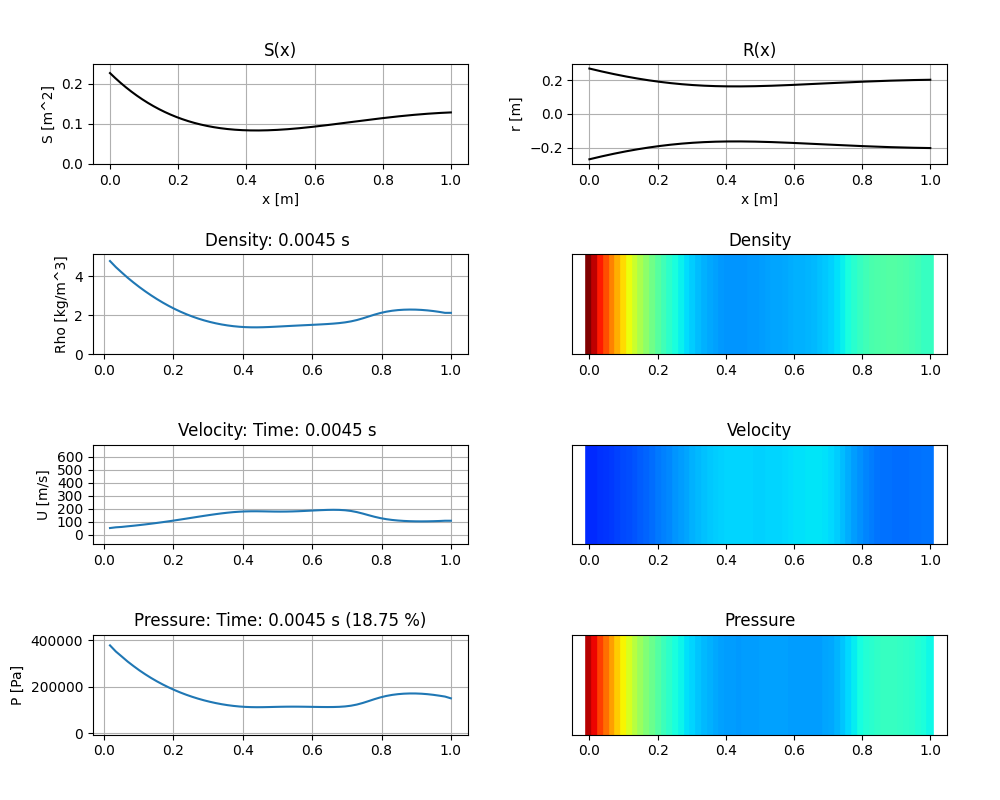 S(x)
S [m^2]
0.2
0.1
0.0
0.0 0.2 0.4 0.6 0.8 1.0
x [m]
R(x)
r [m]
0.2
0.0
−0.2
0.0 0.2 0.4 0.6 0.8 1.0
x [m]
Density: 0.0045 s
Rho [kg/m^3]
4
2
0
0.0 0.2 0.4 0.6 0.8 1.0
Density
0.0 0.2 0.4 0.6 0.8 1.0
Velocity: Time: 0.0045 s
U [m/s]
600
500
400
300
200
100
0
0.0 0.2 0.4 0.6 0.8 1.0
Velocity
0.0 0.2 0.4 0.6 0.8 1.0
Pressure: Time: 0.0045 s (18.75 %)
P [Pa]
400000
200000
0
0.0 0.2 0.4 0.6 0.8 1.0
Pressure
0.0 0.2 0.4 0.6 0.8 1.0